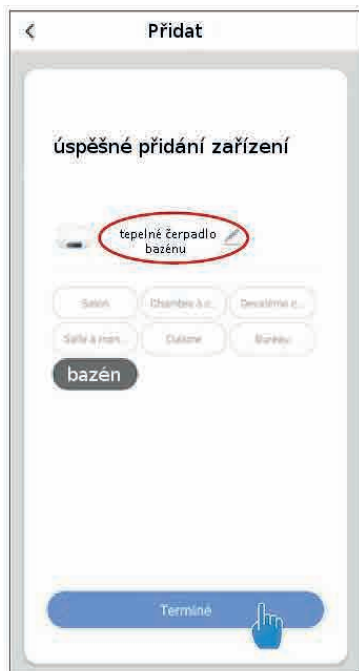 Přidat
úspěšné přidání zařízení
tepelné čerpadlo
bazénu
Salon Chambre à c... Deuxième c...
Salle à man... Cuisine Bureau
bazén
Terminé